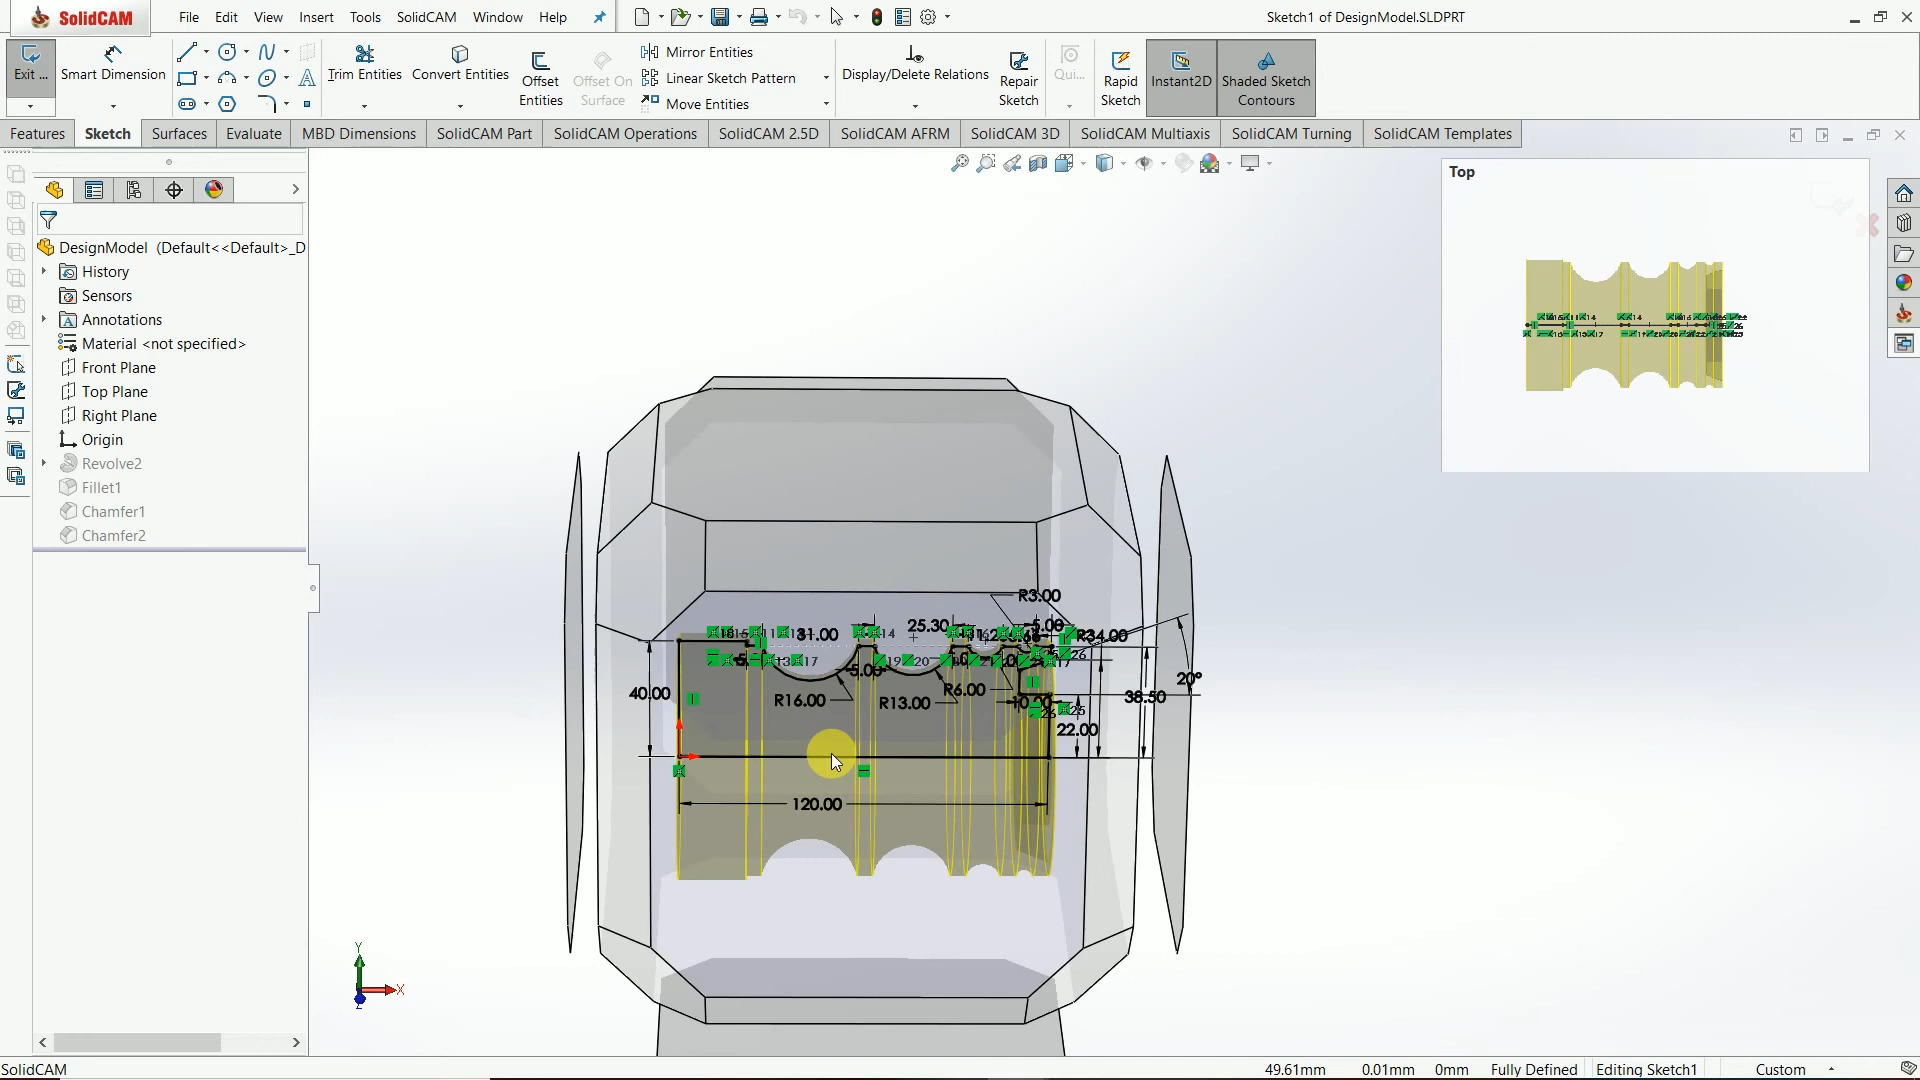 SolidCAM
File Edit View Insert Tools SolidCAM Window Help
Sketch1 of DesignModel.SLDPRT
Exit ...
Smart Dimension
Trim Entities
Convert Entities
Offset Entities
Offset On Surface
Mirror Entities
Linear Sketch Pattern
Move Entities
Display/Delete Relations
Repair Sketch
Qui...
Rapid Sketch
Instant2D
Shaded Sketch Contours
Features Sketch Surfaces Evaluate MBD Dimensions SolidCAM Part SolidCAM Operations SolidCAM 2.5D SolidCAM AFRM SolidCAM 3D SolidCAM Multiaxis SolidCAM Turning SolidCAM Templates
Top
DesignModel (Default<<Default>_D
History
Sensors
Annotations
Material <not specified>
Front Plane
Top Plane
Right Plane
Origin
Revolve2
Fillet1
Chamfer1
Chamfer2
R3.00
31.00
25.30
5.00
R34.00
5.00
40.00
R16.00
R13.00
R6.00
10.00
20°
38.50
22.00
120.00
Y
X
Z
SolidCAM
49.61mm 0.01mm 0mm Fully Defined Editing Sketch1 Custom